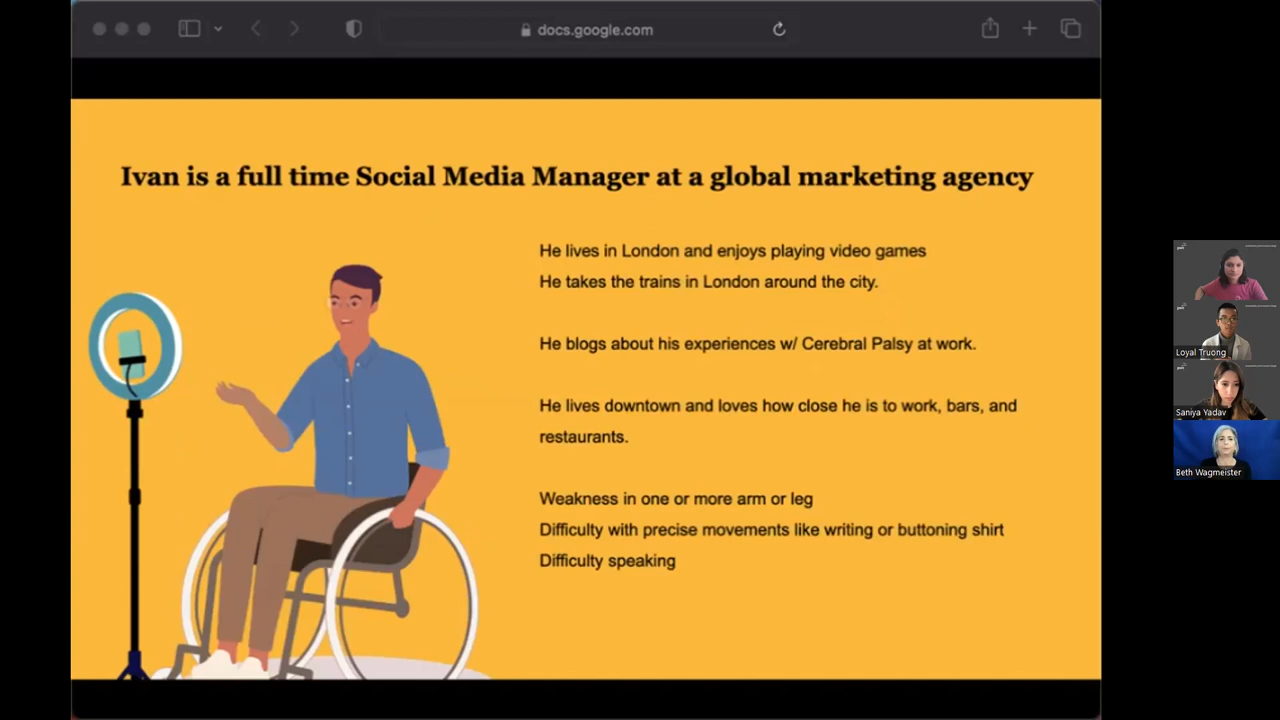 docs.google.com
Ivan is a full time Social Media Manager at a global marketing agency
He lives in London and enjoys playing video games
He takes the trains in London around the city.
He blogs about his experiences w/ Cerebral Palsy at work.
He lives downtown and loves how close he is to work, bars, and
restaurants.
Weakness in one or more arm or leg
Difficulty with precise movements like writing or buttoning shirt
Difficulty speaking
Loyal Truong
Saniya Yadav
Beth Wagmeister